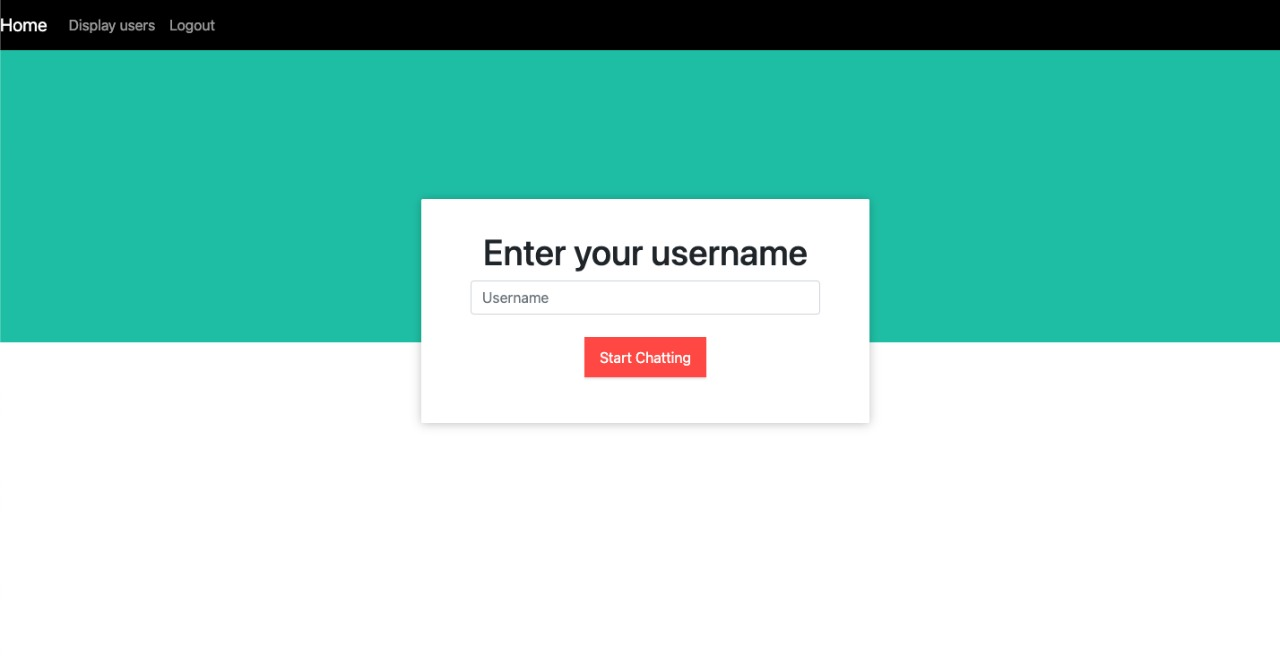 Home Display users Logout
Enter your username
Username
Start Chatting